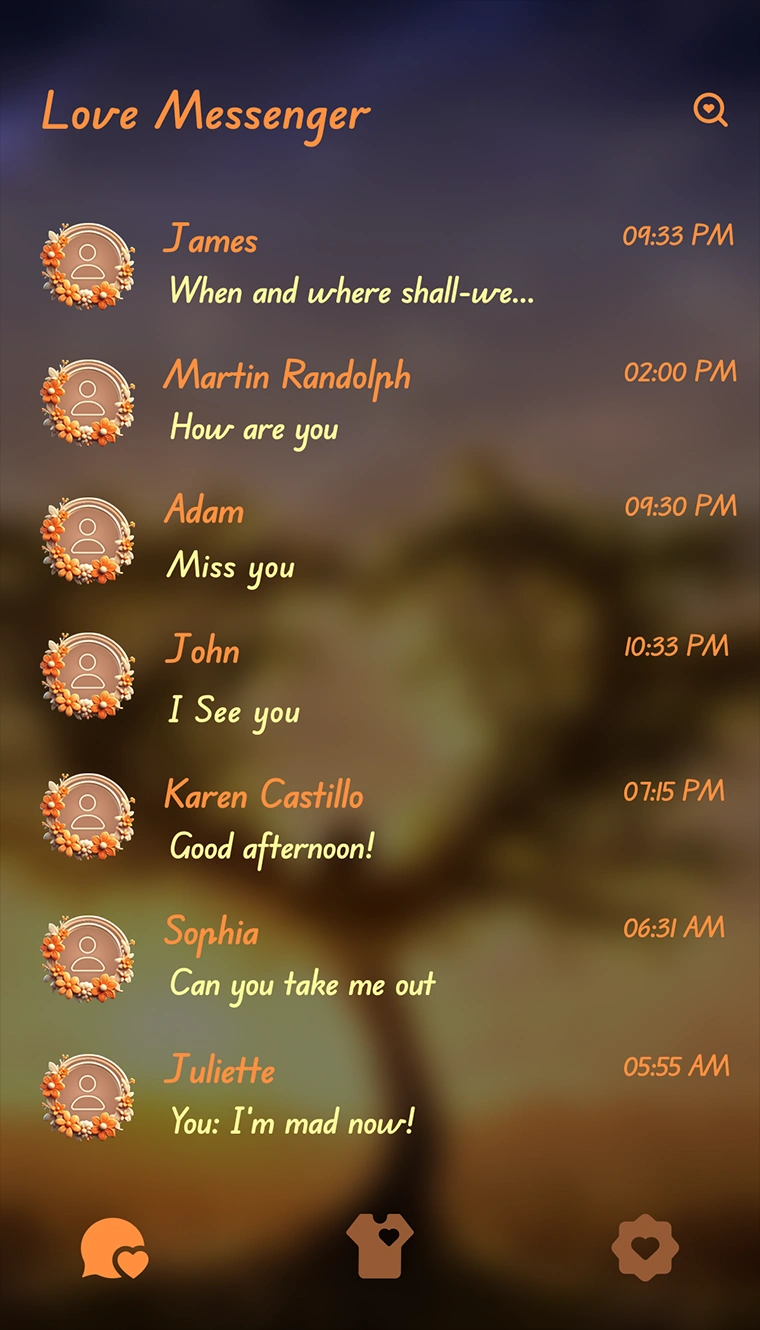 Love Messenger
James 09:33 PM
When and where shall-we...
Martin Randolph 02:00 PM
How are you
Adam 09:30 PM
Miss you
John 10:33 PM
I See you
Karen Castillo 07:15 PM
Good afternoon!
Sophia 06:31 AM
Can you take me out
Juliette 05:55 AM
You: I'm mad now!